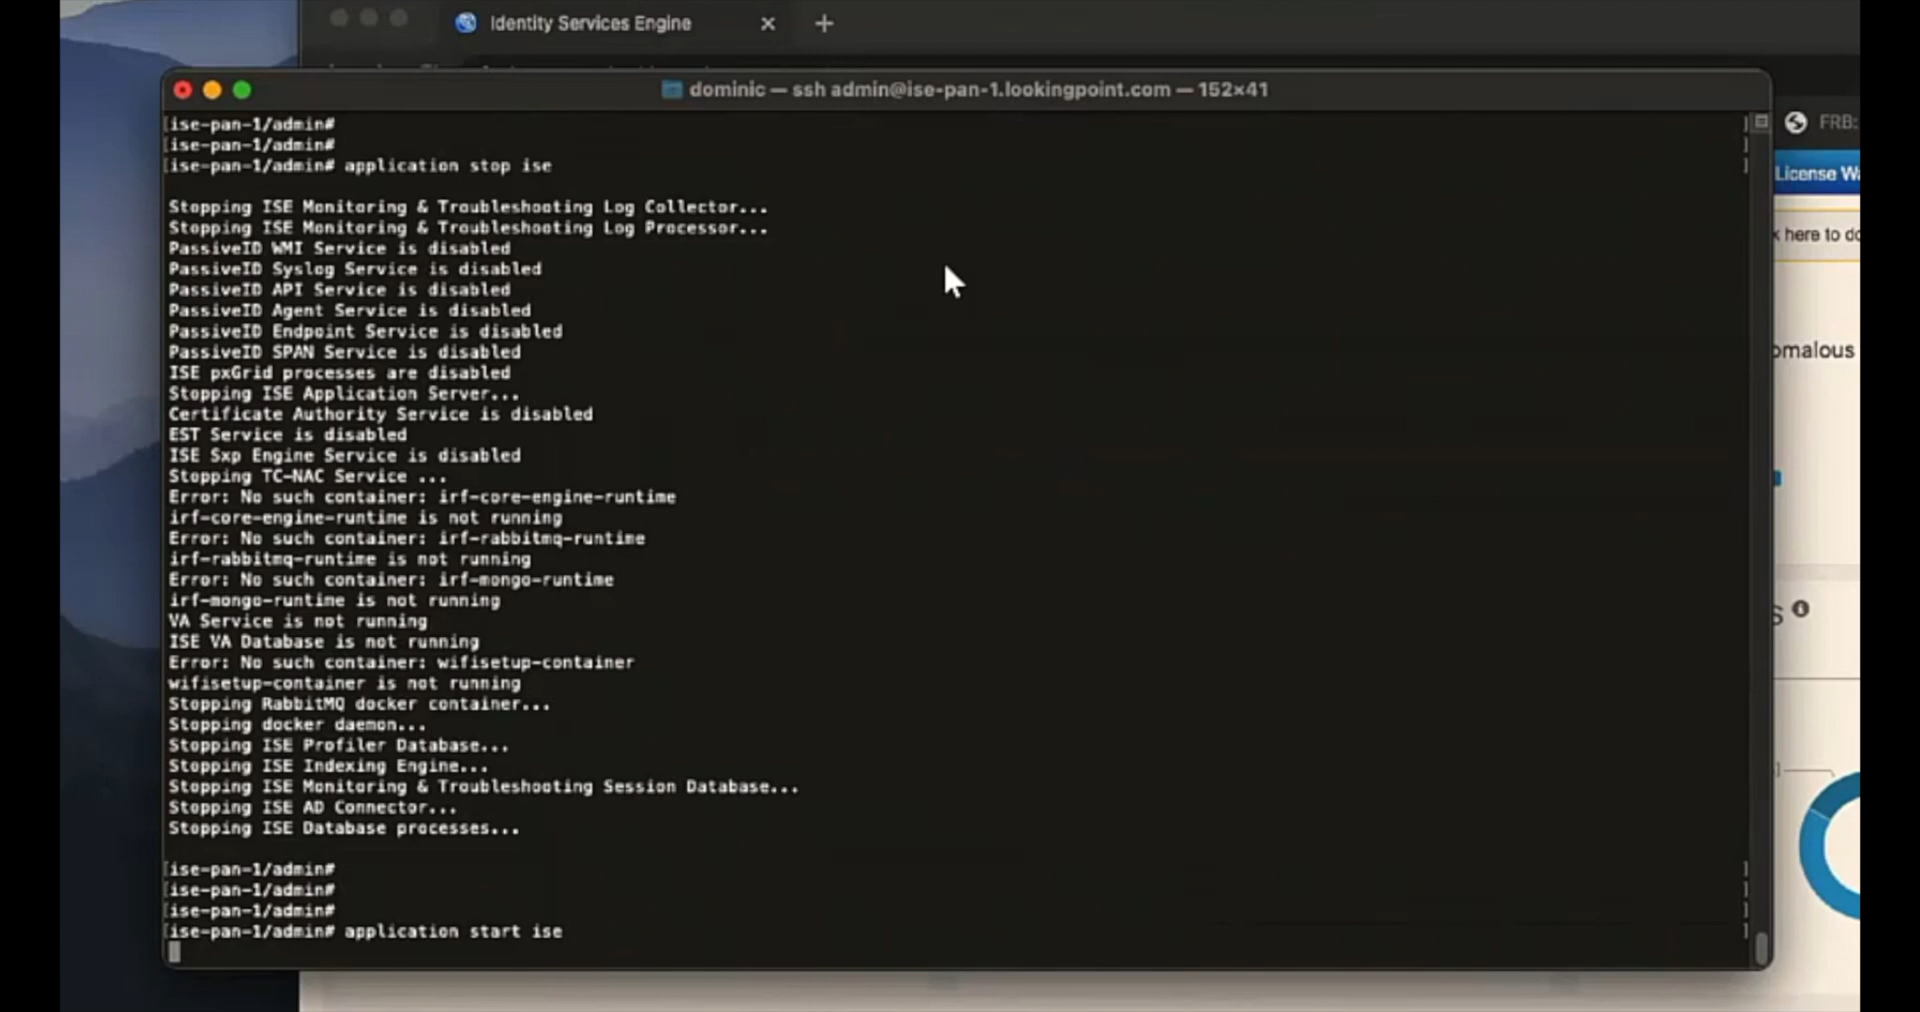 Identity Services Engine
dominic — ssh admin@ise-pan-1.lookingpoint.com — 152×41
[ise-pan-1/admin# ]
[ise-pan-1/admin# ]
[ise-pan-1/admin# application stop ise ]
Stopping ISE Monitoring & Troubleshooting Log Collector...
Stopping ISE Monitoring & Troubleshooting Log Processor...
PassiveID WMI Service is disabled
PassiveID Syslog Service is disabled
PassiveID API Service is disabled
PassiveID Agent Service is disabled
PassiveID Endpoint Service is disabled
PassiveID SPAN Service is disabled
ISE pxGrid processes are disabled
Stopping ISE Application Server...
Certificate Authority Service is disabled
EST Service is disabled
ISE Sxp Engine Service is disabled
Stopping TC-NAC Service ...
Error: No such container: irf-core-engine-runtime
irf-core-engine-runtime is not running
Error: No such container: irf-rabbitmq-runtime
irf-rabbitmq-runtime is not running
Error: No such container: irf-mongo-runtime
irf-mongo-runtime is not running
VA Service is not running
ISE VA Database is not running
Error: No such container: wifisetup-container
wifisetup-container is not running
Stopping RabbitMQ docker container...
Stopping docker daemon...
Stopping ISE Profiler Database...
Stopping ISE Indexing Engine...
Stopping ISE Monitoring & Troubleshooting Session Database...
Stopping ISE AD Connector...
Stopping ISE Database processes...
[ise-pan-1/admin# ]
[ise-pan-1/admin# ]
[ise-pan-1/admin# ]
[ise-pan-1/admin# application start ise ]
FRB:
License Wa
here to do
omalous